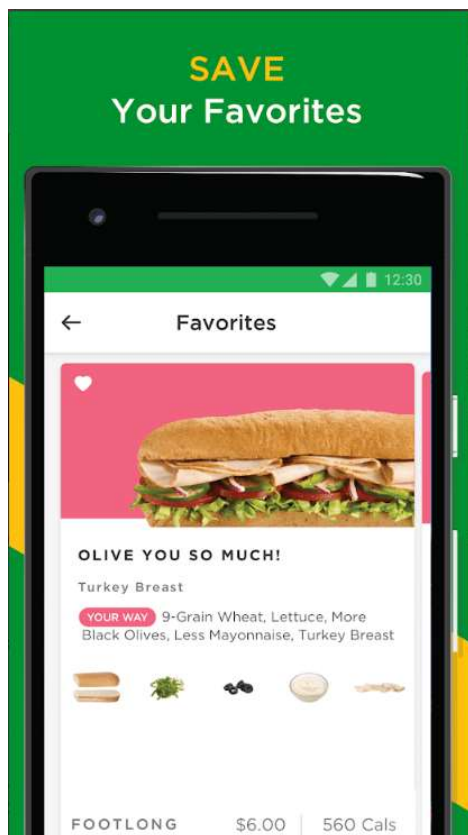 SAVE
Your Favorites
12:30
Favorites
OLIVE YOU SO MUCH!
Turkey Breast
YOUR WAY 9-Grain Wheat, Lettuce, More
Black Olives, Less Mayonnaise, Turkey Breast
FOOTLONG $6.00 560 Cals